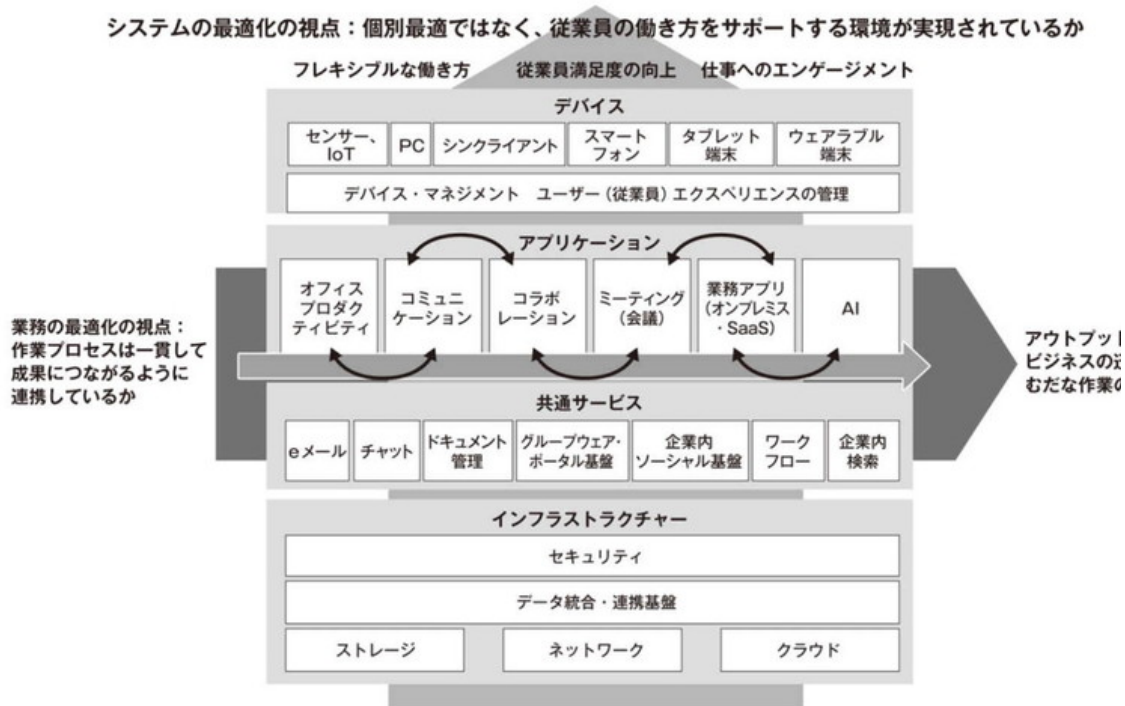 システムの最適化の視点：個別最適ではなく、従業員の働き方をサポートする環境が実現されているか
フレキシブルな働き方
従業員満足度の向上
仕事へのエンゲージメント
デバイス
センサー、
IoT
PC
シンクライアント
スマート
フォン
タブレット
端末
ウェアラブル
端末
デバイス・マネジメント　ユーザー（従業員）エクスペリエンスの管理
アプリケーション
オフィス
プロダク
ティビティ
コミュニ
ケーション
コラボ
レーション
ミーティング
（会議）
業務アプリ
（オンプレミス
・SaaS）
AI
業務の最適化の視点：
作業プロセスは一貫して
成果につながるように
連携しているか
アウトプット
ビジネスの
むだな作業の
共通サービス
eメール
チャット
ドキュメント
管理
グループウェア・
ポータル基盤
企業内
ソーシャル基盤
ワーク
フロー
企業内
検索
インフラストラクチャー
セキュリティ
データ統合・連携基盤
ストレージ
ネットワーク
クラウド